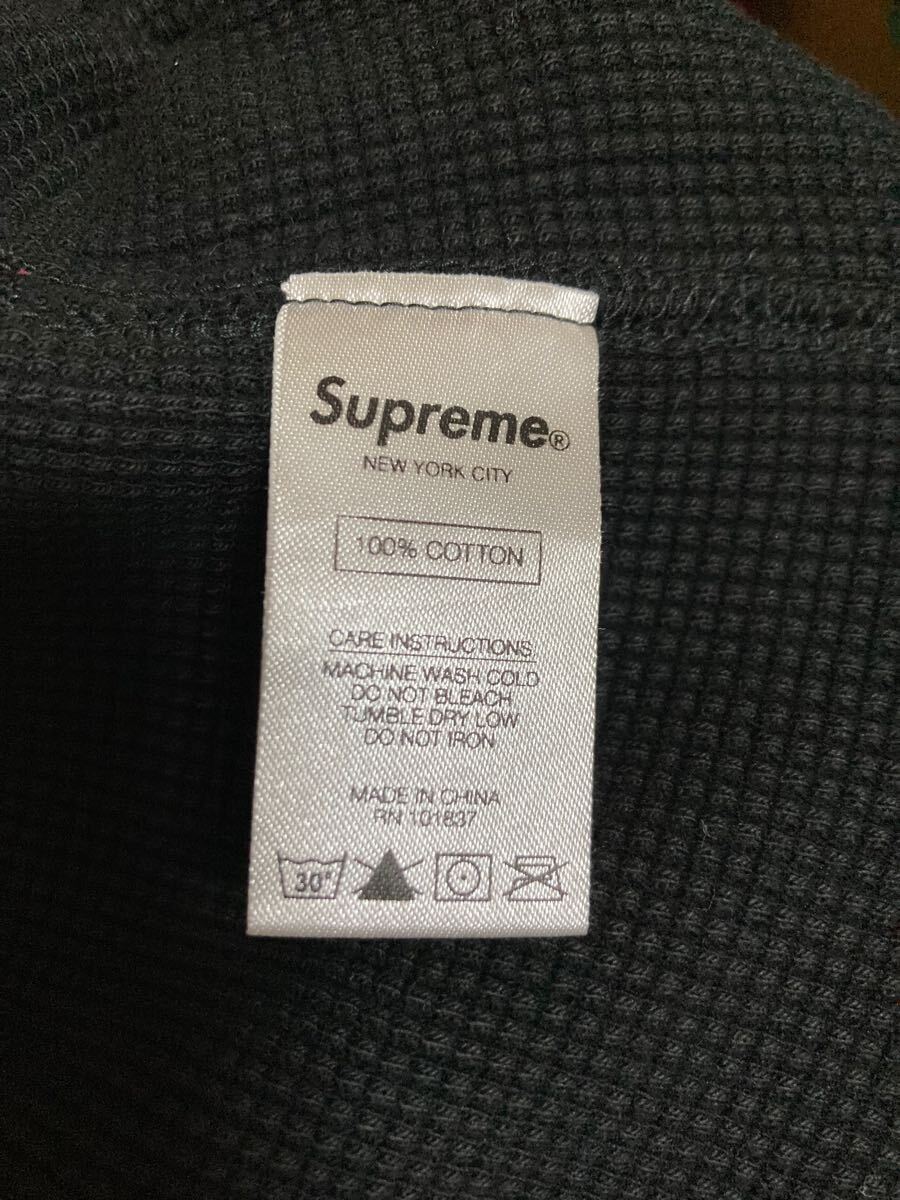 Supreme®
NEW YORK CITY
100% COTTON
CARE INSTRUCTIONS
MACHINE WASH COLD
DO NOT BLEACH
TUMBLE DRY LOW
DO NOT IRON
MADE IN CHINA
RN 101837
30°